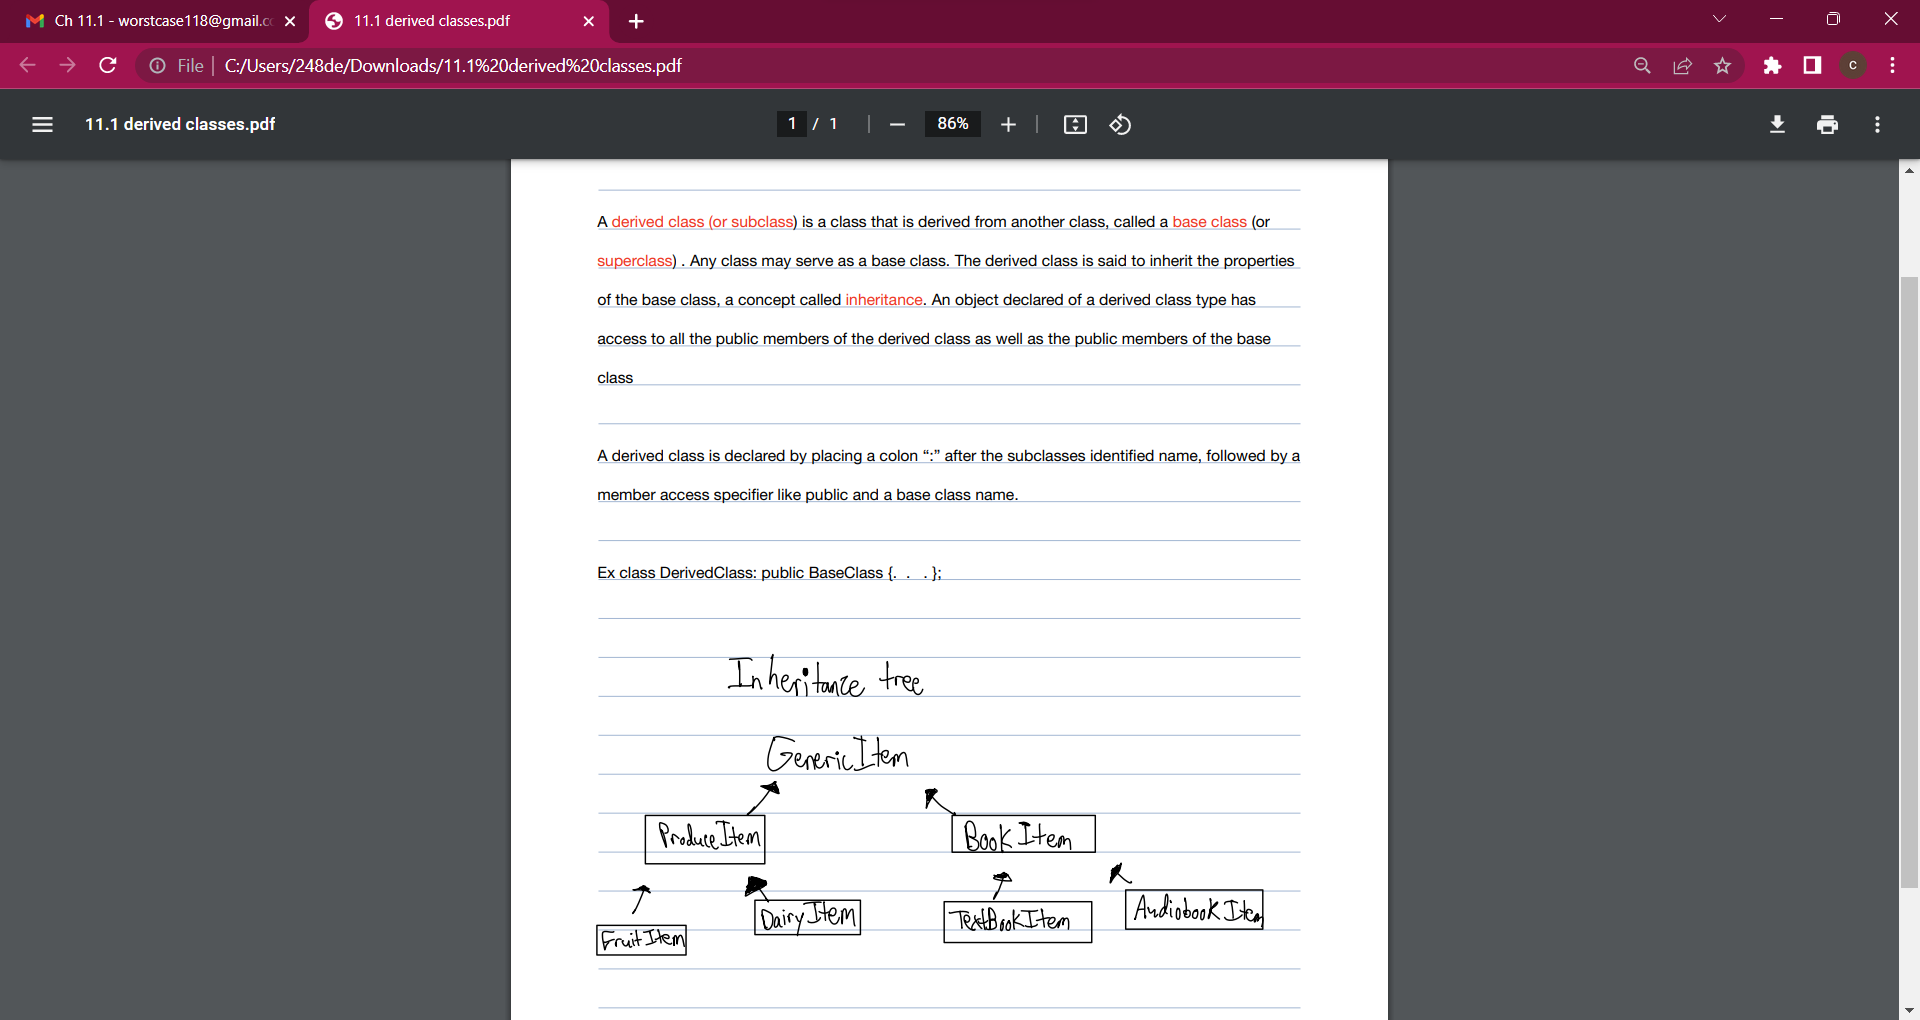 Ch 11.1 - worstcase118@gmail.c
11.1 derived classes.pdf
File
C:/Users/248de/Downloads/11.1%20derived%20classes.pdf
C
11.1 derived classes.pdf
1 / 1
86%
A derived class (or subclass) is a class that is derived from another class, called a base class (or
superclass) . Any class may serve as a base class. The derived class is said to inherit the properties
of the base class, a concept called inheritance. An object declared of a derived class type has
access to all the public members of the derived class as well as the public members of the base
class
A derived class is declared by placing a colon “:” after the subclasses identified name, followed by a
member access specifier like public and a base class name.
Ex class DerivedClass: public BaseClass {. . . };
Inheritance tree
GenericItem
ProduceItem
BookItem
FruitItem
DairyItem
TextBookItem
AudiobookItem